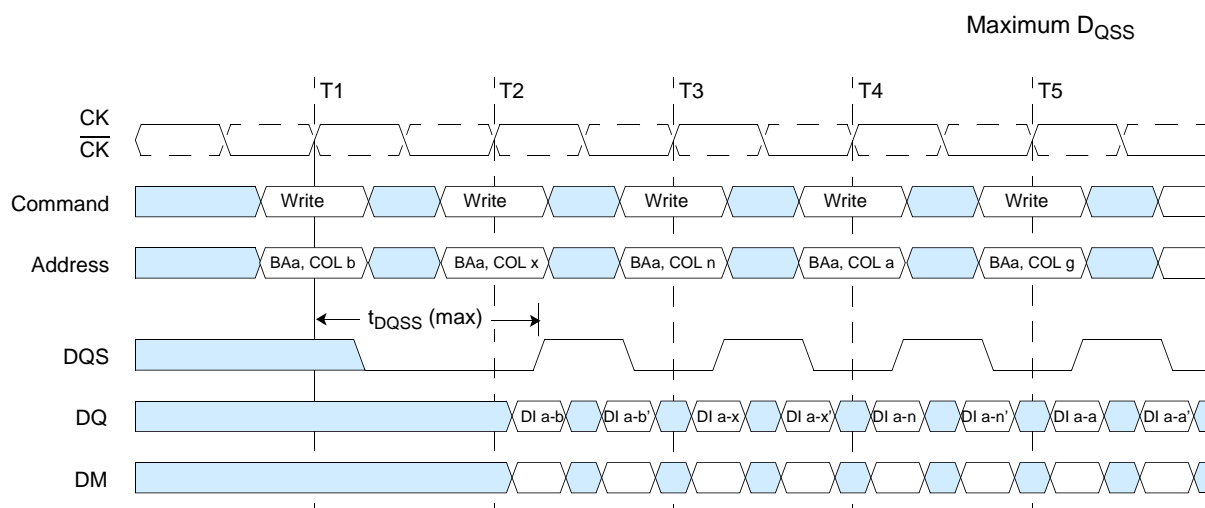 Maximum DQSS
T1 T2 T3 T4 T5
CK
CK
Command Write Write Write Write Write
Address BAa, COL b BAa, COL x BAa, COL n BAa, COL a BAa, COL g
tDQSS (max)
DQS
DQ DI a-b DI a-b’ DI a-x DI a-x’ DI a-n DI a-n’ DI a-a DI a-a’
DM